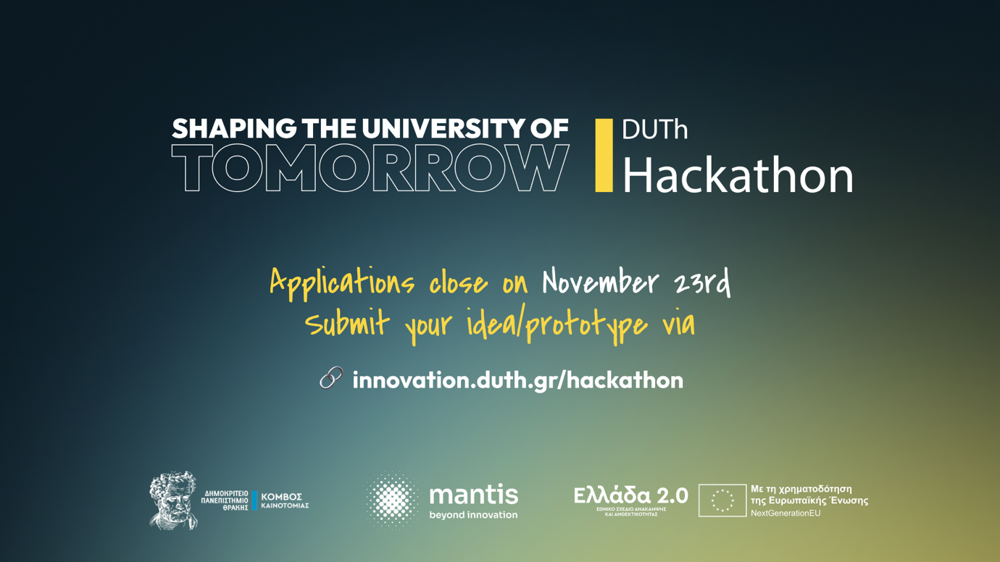 SHAPING THE UNIVERSITY OF
TOMORROW
DUTh
Hackathon
Applications close on November 23rd
Submit your idea/prototype via
innovation.duth.gr/hackathon
ΔΗΜΟΚΡΙΤΕΙΟ
ΠΑΝΕΠΙΣΤΗΜΙΟ
ΘΡΑΚΗΣ
ΚΟΜΒΟΣ
ΚΑΙΝΟΤΟΜΙΑΣ
mantis
beyond innovation
Ελλάδα 2.0
ΕΘΝΙΚΟ ΣΧΕΔΙΟ ΑΝΑΚΑΜΨΗΣ
ΚΑΙ ΑΝΘΕΚΤΙΚΟΤΗΤΑΣ
Με τη χρηματοδότηση
της Ευρωπαϊκής Ένωσης
NextGenerationEU